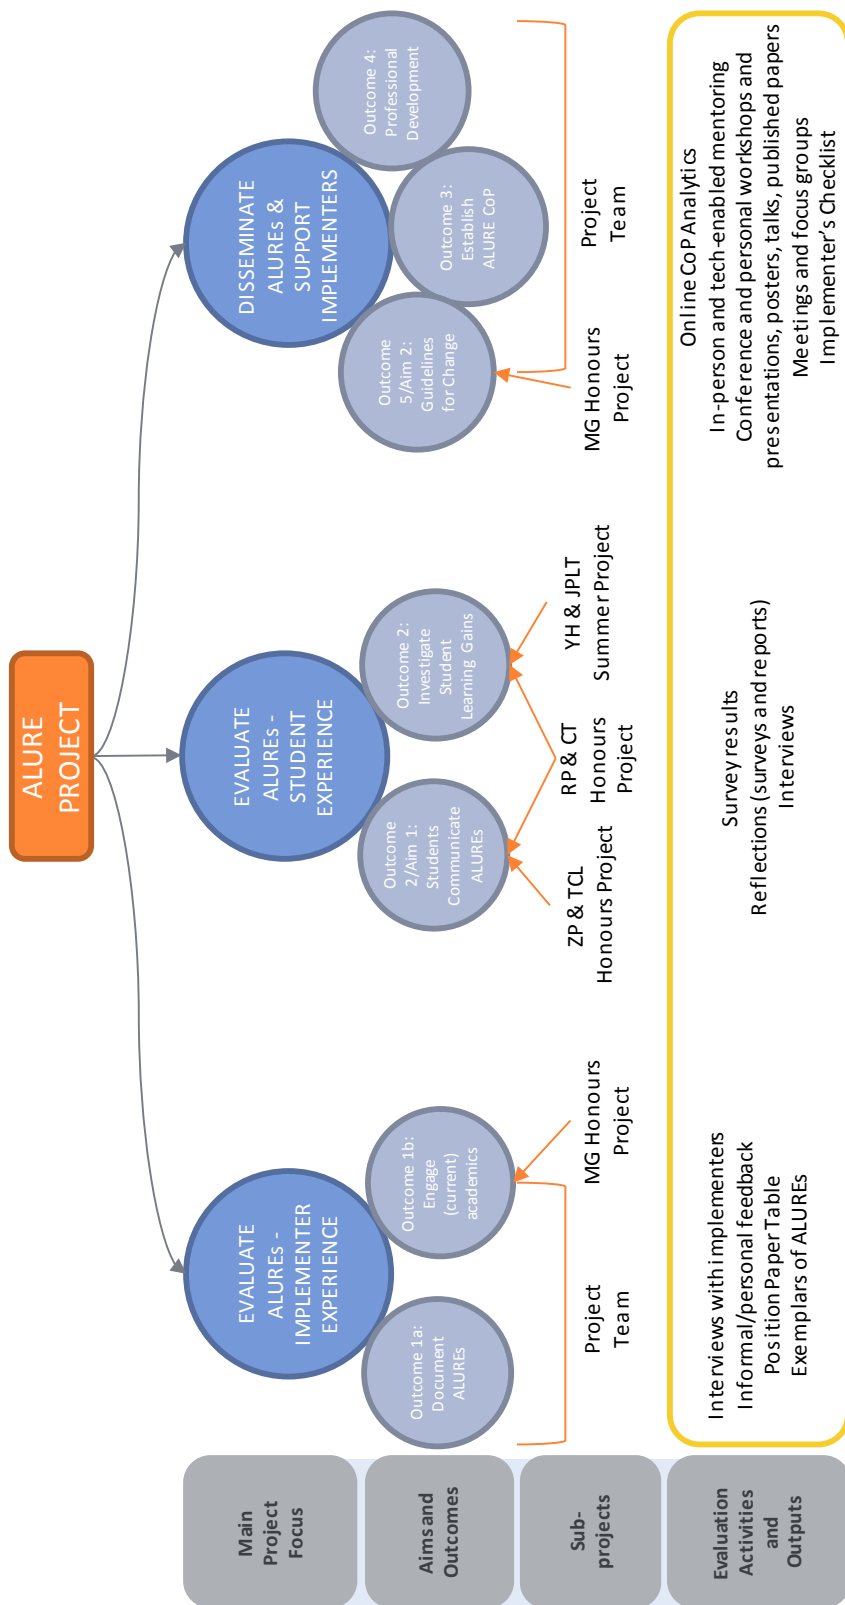 ALURE
PROJECT
Main
Project
Focus
EVALUATE
ALUREs -
IMPLEMENTER
EXPERIENCE
EVALUATE
ALUREs -
STUDENT
EXPERIENCE
DISSEMINATE
ALUREs &
SUPPORT
IMPLEMENTERS
Aims and
Outcomes
Outcome 1a:
Document
ALUREs
Outcome 1b:
Engage
(current)
academics
Outcome
2/Aim 1:
Students
Communicate
ALUREs
Outcome 2:
Investigate
Student
Learning Gains
Outcome
5/Aim 2:
Guidelines
for Change
Outcome 3:
Establish
ALURE CoP
Outcome 4:
Professional
Development
Sub-
projects
Project
Team
MG Honours
Project
ZP & TCL
Honours Project
RP & CT
Honours
Project
YH & JPLT
Summer Project
MG Honours
Project
Project
Team
Evaluation
Activities
and
Outputs
Interviews with implementers
Informal/personal feedback
Position Paper Table
Exemplars of ALUREs
Survey results
Reflections (surveys and reports)
Interviews
Online CoP Analytics
In-person and tech-enabled mentoring
Conference and personal workshops and
presentations, posters, talks, published papers
Meetings and focus groups
Implementer's Checklist